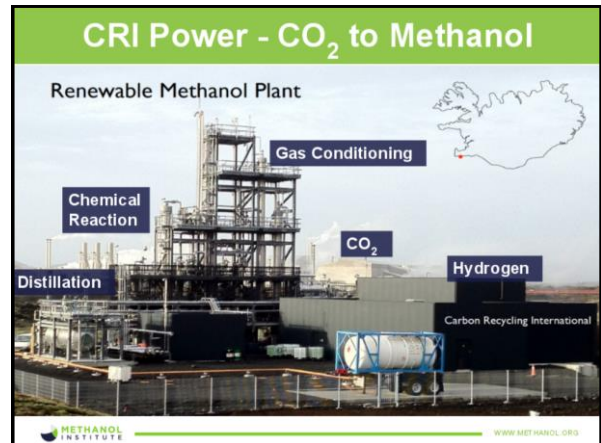 CRI Power - CO₂ to Methanol
Renewable Methanol Plant
Gas Conditioning
Chemical
Reaction
CO₂
Hydrogen
Distillation
Carbon Recycling International
METHANOL
INSTITUTE
WWW.METHANOL.ORG